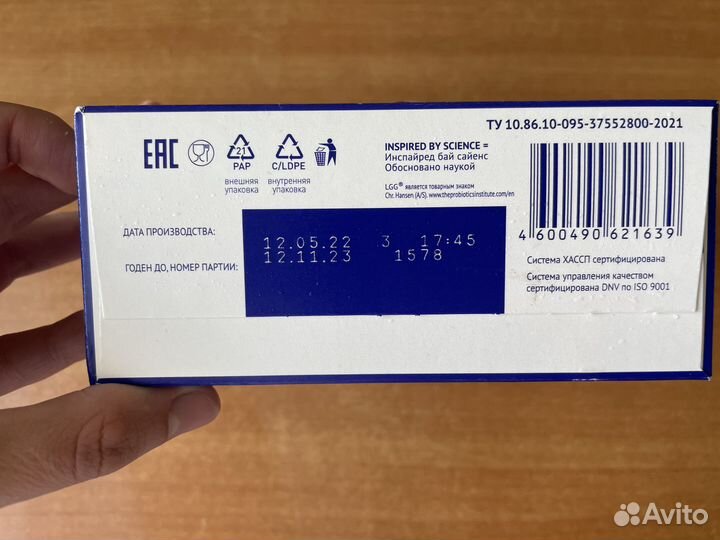 ТУ 10.86.10-095-37552800-2021
EAC
21
PAP
C/LDPE
внешняя
упаковка
внутренняя
упаковка
INSPIRED BY SCIENCE =
Инспайред бай сайенс
Обосновано наукой
LGG® является товарным знаком
Chr. Hansen (A/S). www.theprobioticsinstitute.com/en
4 600490 621639
ДАТА ПРОИЗВОДСТВА:
12.05.22 3 17:45
ГОДЕН ДО, НОМЕР ПАРТИИ:
12.11.23 1578
Система ХАССП сертифицирована
Система управления качеством
сертифицирована DNV по ISO 9001
Avito